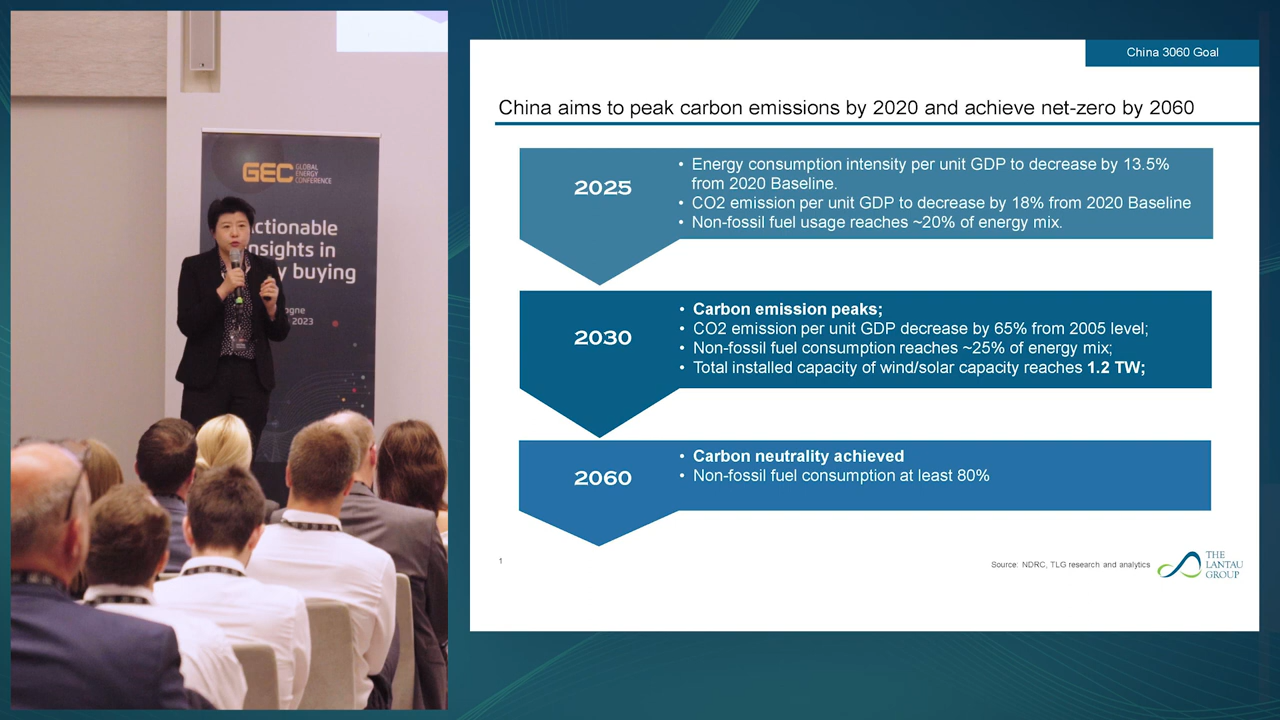 GEC GLOBAL
ENERGY
CONFERENCE
ctionable
nsights in
y buying
ogne
2023
China 3060 Goal
China aims to peak carbon emissions by 2020 and achieve net-zero by 2060
2025
• Energy consumption intensity per unit GDP to decrease by 13.5%
from 2020 Baseline.
• CO2 emission per unit GDP to decrease by 18% from 2020 Baseline
• Non-fossil fuel usage reaches ~20% of energy mix.
2030
• Carbon emission peaks;
• CO2 emission per unit GDP decrease by 65% from 2005 level;
• Non-fossil fuel consumption reaches ~25% of energy mix;
• Total installed capacity of wind/solar capacity reaches 1.2 TW;
2060
• Carbon neutrality achieved
• Non-fossil fuel consumption at least 80%
1
Source: NDRC, TLG research and analytics
THE
LANTAU
GROUP